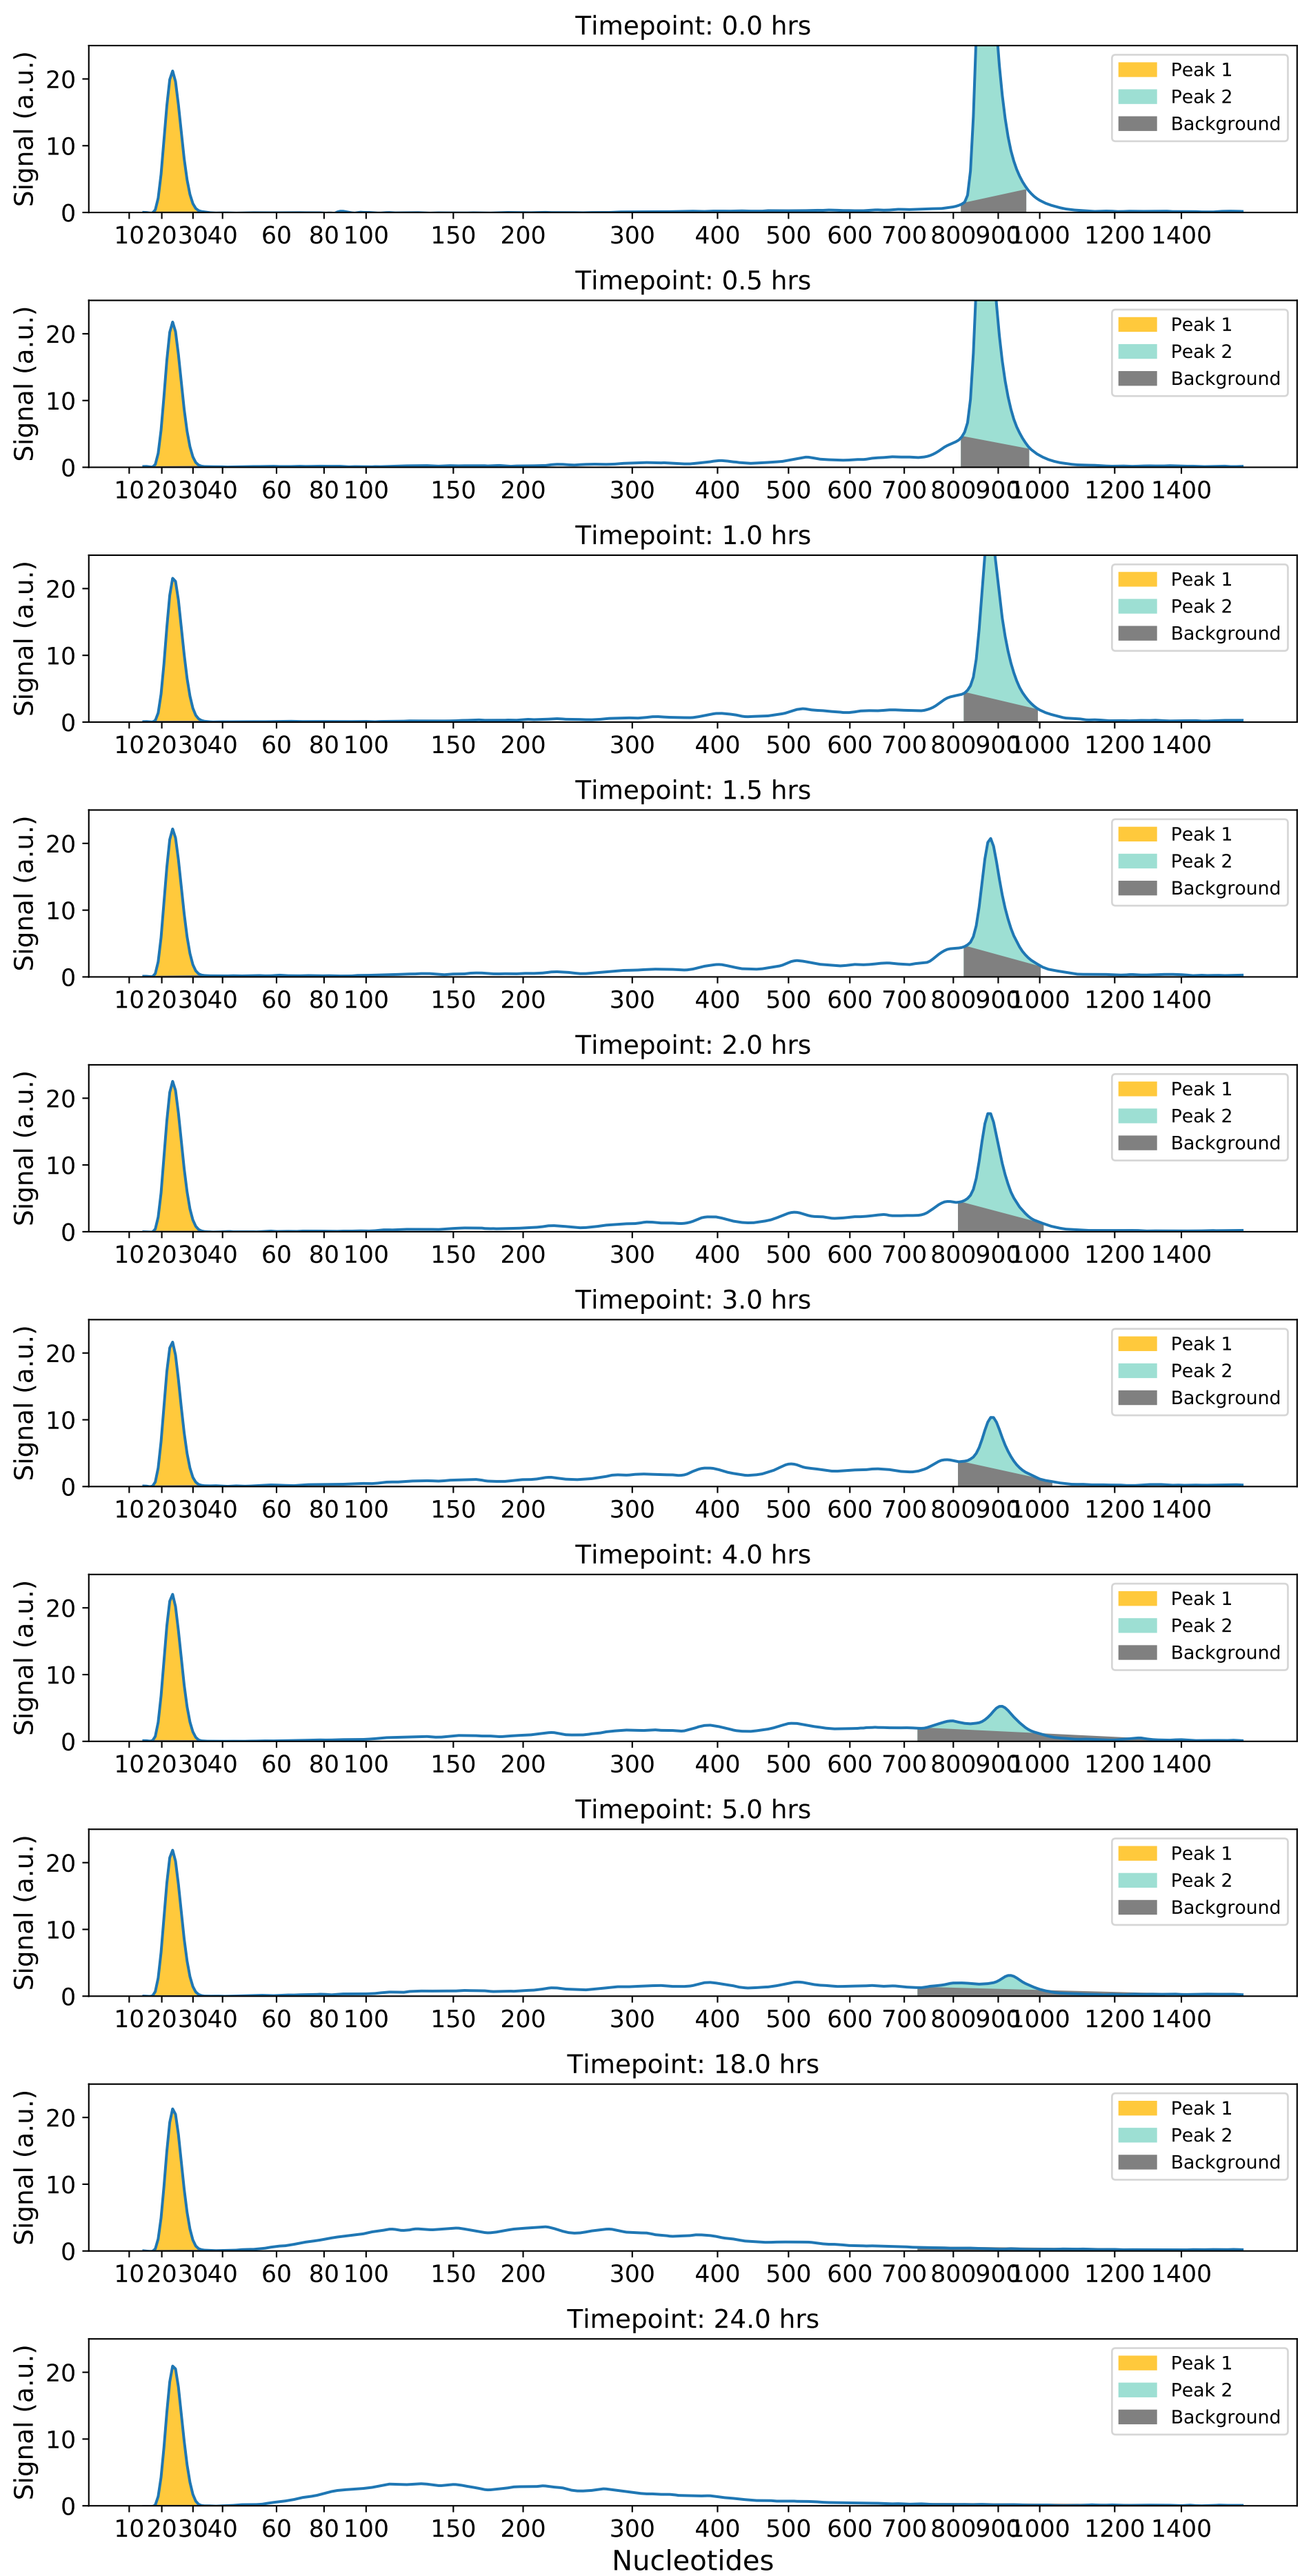 Timepoint: 0.0 hrs
Signal (a.u.)
20
10
0
Peak 1
Peak 2
Background
10 20 30 40 60 80 100 150 200 300 400 500 600 700 800 900 1000 1200 1400
Timepoint: 0.5 hrs
Signal (a.u.)
20
10
0
Peak 1
Peak 2
Background
10 20 30 40 60 80 100 150 200 300 400 500 600 700 800 900 1000 1200 1400
Timepoint: 1.0 hrs
Signal (a.u.)
20
10
0
Peak 1
Peak 2
Background
10 20 30 40 60 80 100 150 200 300 400 500 600 700 800 900 1000 1200 1400
Timepoint: 1.5 hrs
Signal (a.u.)
20
10
0
Peak 1
Peak 2
Background
10 20 30 40 60 80 100 150 200 300 400 500 600 700 800 900 1000 1200 1400
Timepoint: 2.0 hrs
Signal (a.u.)
20
10
0
Peak 1
Peak 2
Background
10 20 30 40 60 80 100 150 200 300 400 500 600 700 800 900 1000 1200 1400
Timepoint: 3.0 hrs
Signal (a.u.)
20
10
0
Peak 1
Peak 2
Background
10 20 30 40 60 80 100 150 200 300 400 500 600 700 800 900 1000 1200 1400
Timepoint: 4.0 hrs
Signal (a.u.)
20
10
0
Peak 1
Peak 2
Background
10 20 30 40 60 80 100 150 200 300 400 500 600 700 800 900 1000 1200 1400
Timepoint: 5.0 hrs
Signal (a.u.)
20
10
0
Peak 1
Peak 2
Background
10 20 30 40 60 80 100 150 200 300 400 500 600 700 800 900 1000 1200 1400
Timepoint: 18.0 hrs
Signal (a.u.)
20
10
0
Peak 1
Peak 2
Background
10 20 30 40 60 80 100 150 200 300 400 500 600 700 800 900 1000 1200 1400
Timepoint: 24.0 hrs
Signal (a.u.)
20
10
0
Peak 1
Peak 2
Background
10 20 30 40 60 80 100 150 200 300 400 500 600 700 800 900 1000 1200 1400
Nucleotides